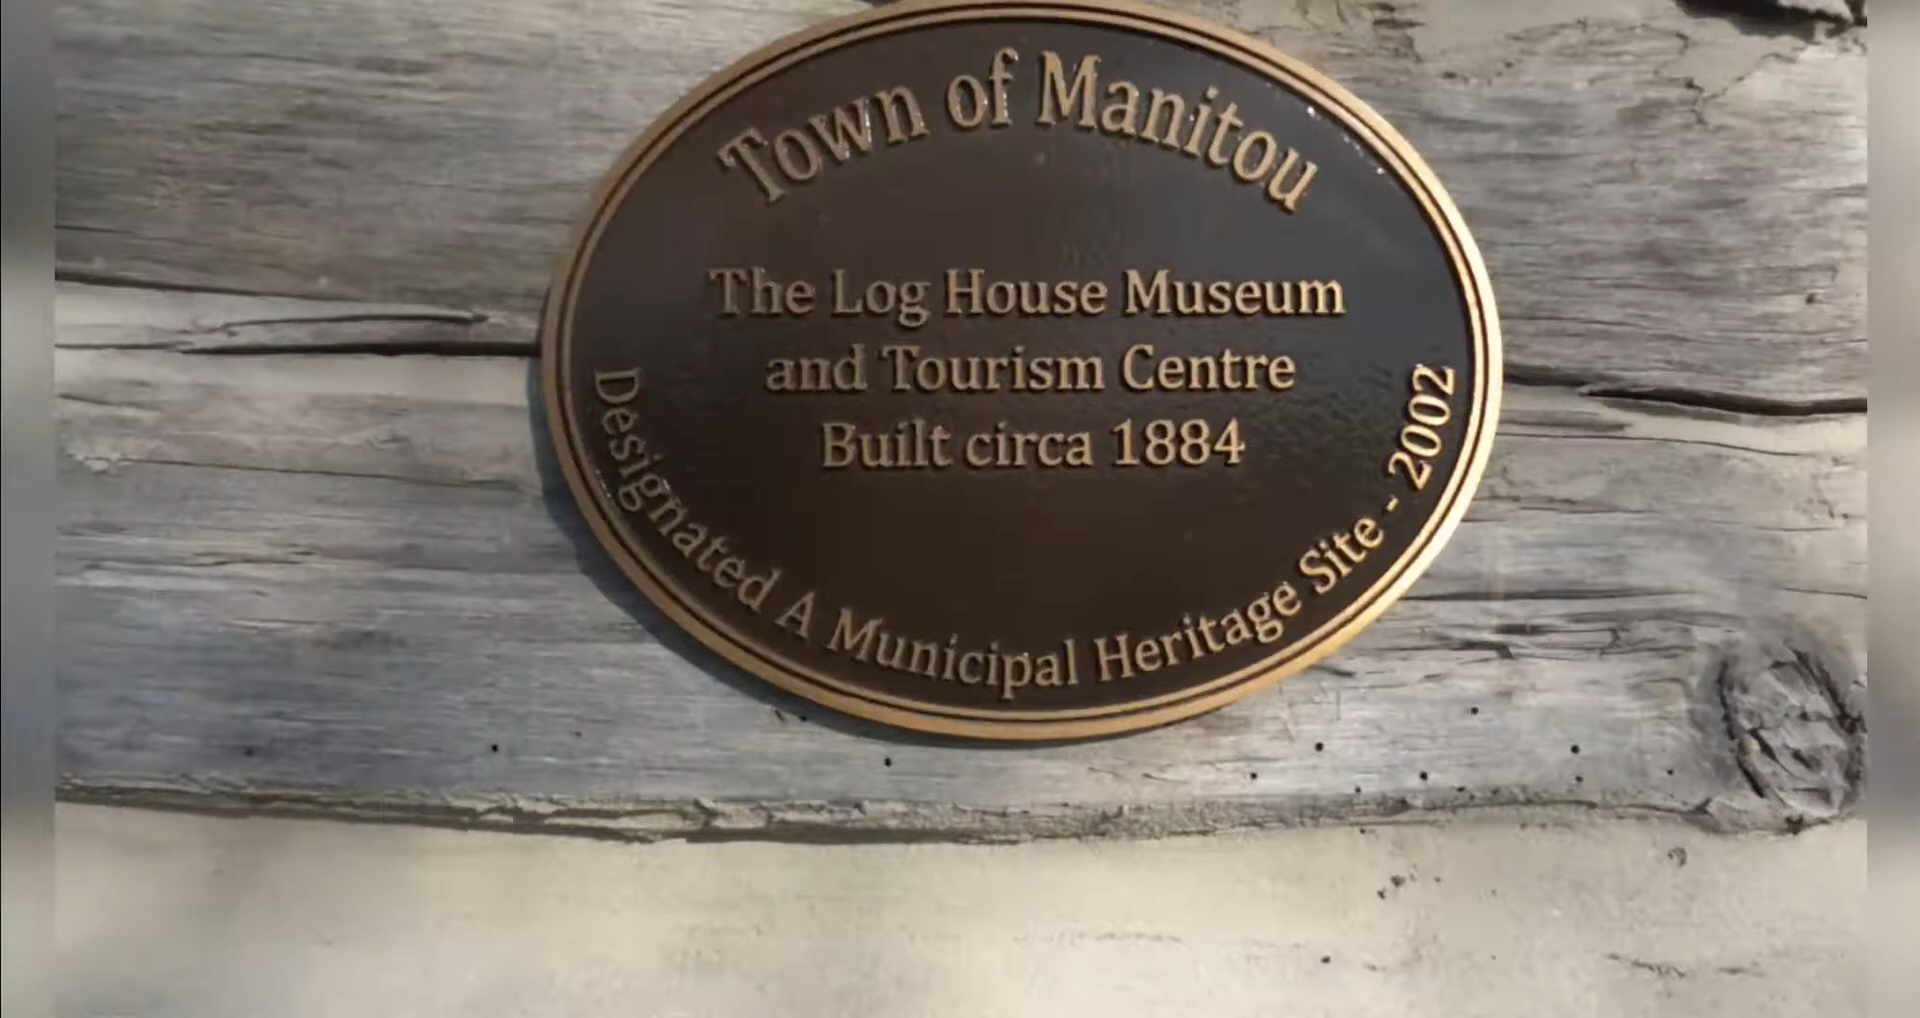 Town of Manitou
The Log House Museum
and Tourism Centre
Built circa 1884
Designated A Municipal Heritage Site - 2002